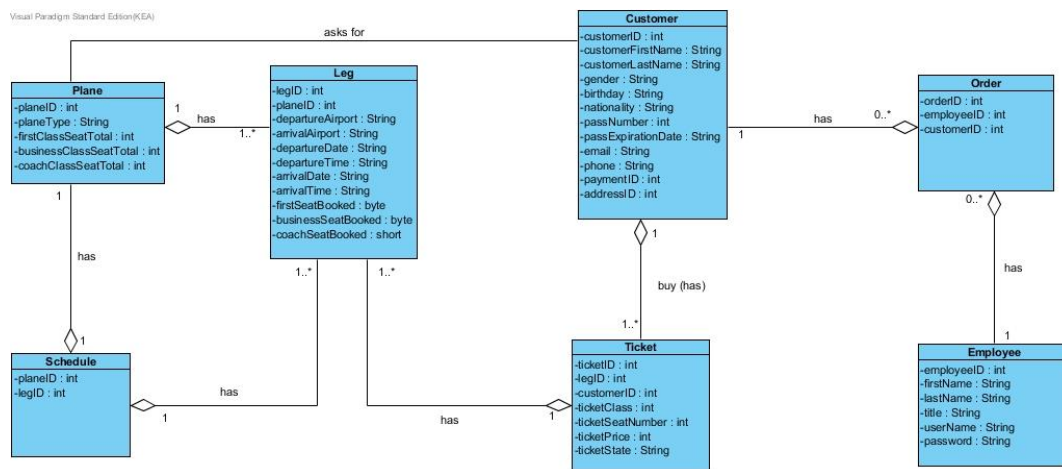 Visual Paradigm Standard Edition(KEA)
asks for
Customer
-customerID : int
-customerFirstName : String
-customerLastName : String
-gender : String
-birthday : String
-nationality : String
-passNumber : int
-passExpirationDate : String
-email : String
-phone : String
-paymentID : int
-addressID : int
Leg
-legID : int
-planeID : int
-departureAirport : String
-arrivalAirport : String
-departureDate : String
-departureTime : String
-arrivalDate : String
-arrivalTime : String
-firstSeatBooked : byte
-businessSeatBooked : byte
-coachSeatBooked : short
Plane
-planeID : int
-planeType : String
-firstClassSeatTotal : int
-businessClassSeatTotal : int
-coachClassSeatTotal : int
1
has
1..*
Order
-orderID : int
-employeeID : int
-customerID : int
1
has
0..*
1
has
1
1..*
1..*
1
buy (has)
1..*
0..*
has
1
Schedule
-planeID : int
-legID : int
1
has
has
1
Ticket
-ticketID : int
-legID : int
-customerID : int
-ticketClass : int
-ticketSeatNumber : int
-ticketPrice : int
-ticketState : String
Employee
-employeeID : int
-firstName : String
-lastName : String
-title : String
-userName : String
-password : String